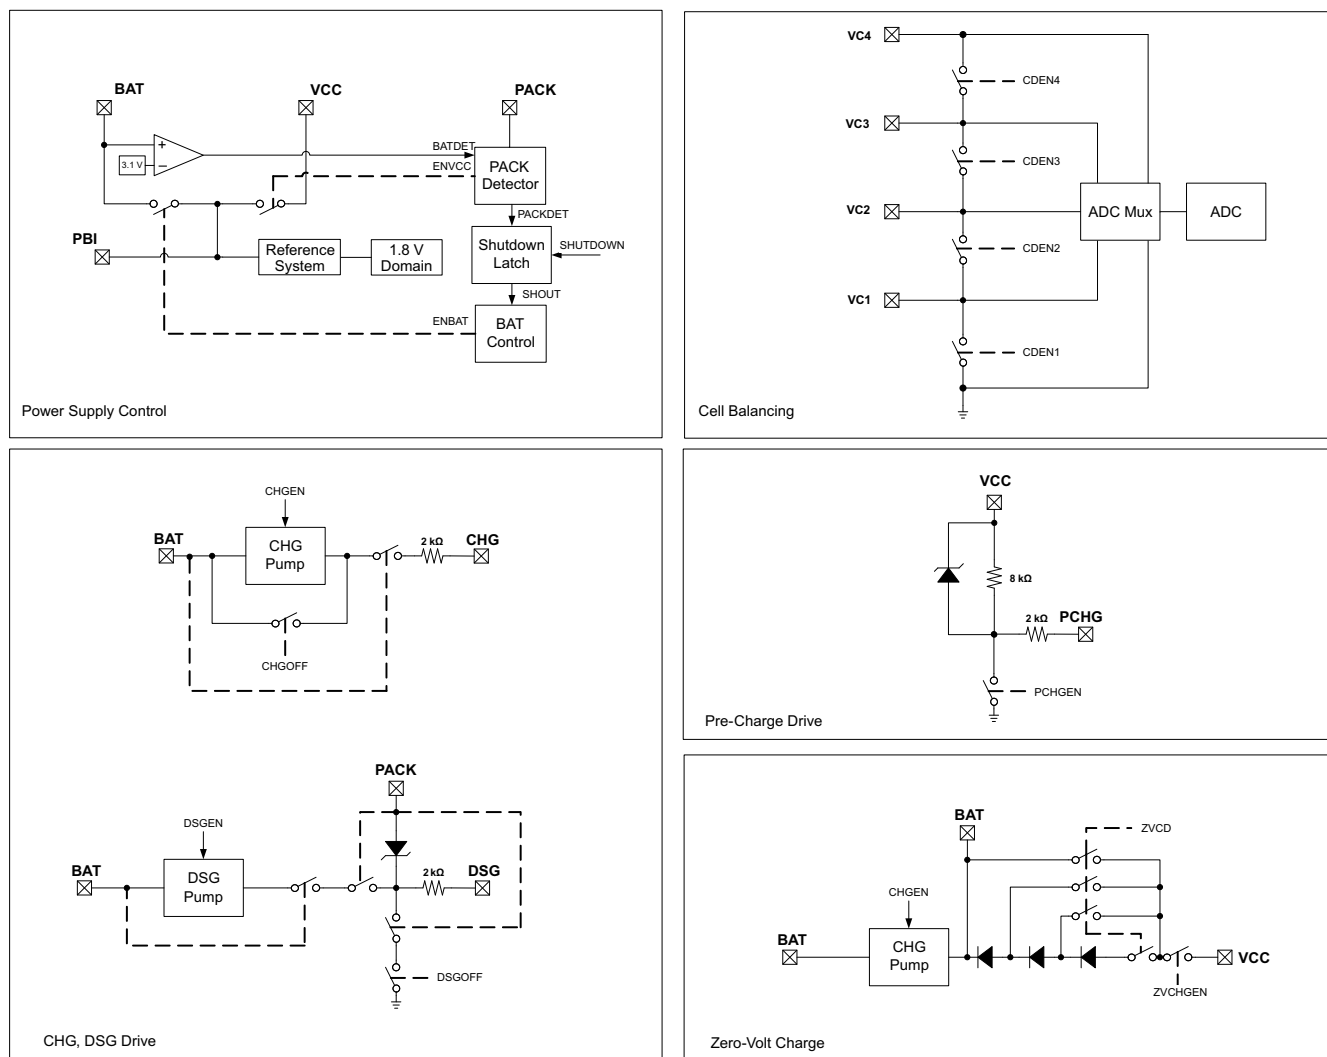 BAT
VCC
PACK
3.1 V
+
−
BATDET
ENVCC
PACK
Detector
PACKDET
PBI
Reference
System
1.8 V
Domain
Shutdown
Latch
SHUTDOWN
SHOUT
ENBAT
BAT
Control
Power Supply Control
VC4
CDEN4
VC3
CDEN3
VC2
ADC Mux
ADC
CDEN2
VC1
CDEN1
Cell Balancing
CHGEN
BAT
CHG
Pump
2 kΩ
CHG
CHGOFF
PACK
DSGEN
BAT
DSG
Pump
2 kΩ
DSG
DSGOFF
CHG, DSG Drive
VCC
8 kΩ
2 kΩ
PCHG
PCHGEN
Pre-Charge Drive
BAT
ZVCD
CHGEN
BAT
CHG
Pump
VCC
ZVCHGEN
Zero-Volt Charge